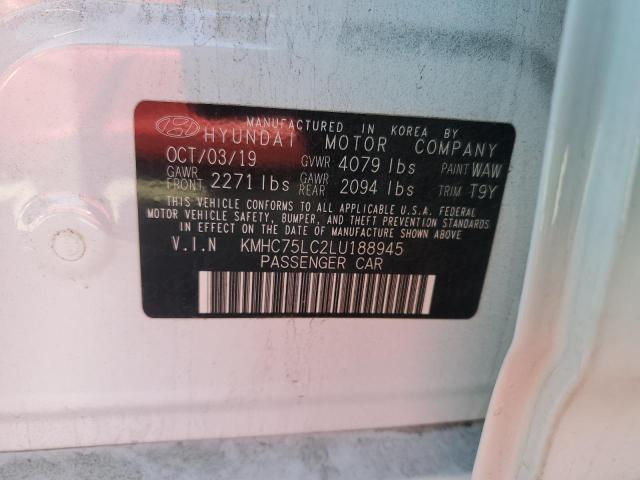 MANUFACTURED IN KOREA BY
HYUNDAI MOTOR COMPANY
OCT/03/19 GVWR 4079 lbs PAINT WAW
GAWR FRONT 2271 lbs GAWR REAR 2094 lbs TRIM T9Y
THIS VEHICLE CONFORMS TO ALL APPLICABLE U.S.A. FEDERAL
MOTOR VEHICLE SAFETY, BUMPER, AND THEFT PREVENTION STANDARDS
IN EFFECT ON THE DATE OF MANUFACTURE SHOWN ABOVE.
V.I.N KMHC75LC2LU188945
PASSENGER CAR